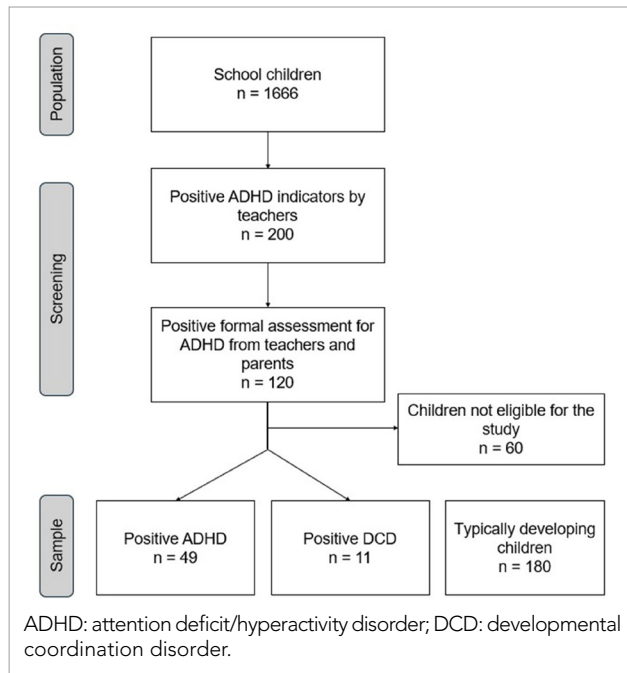 Population
School children
n = 1666
Screening
Positive ADHD indicators by
teachers
n = 200
Positive formal assessment for
ADHD from teachers and
parents
n = 120
Children not eligible for the
study
n = 60
Sample
Positive ADHD
n = 49
Positive DCD
n = 11
Typically developing
children
n = 180
ADHD: attention deficit/hyperactivity disorder; DCD: developmental
coordination disorder.